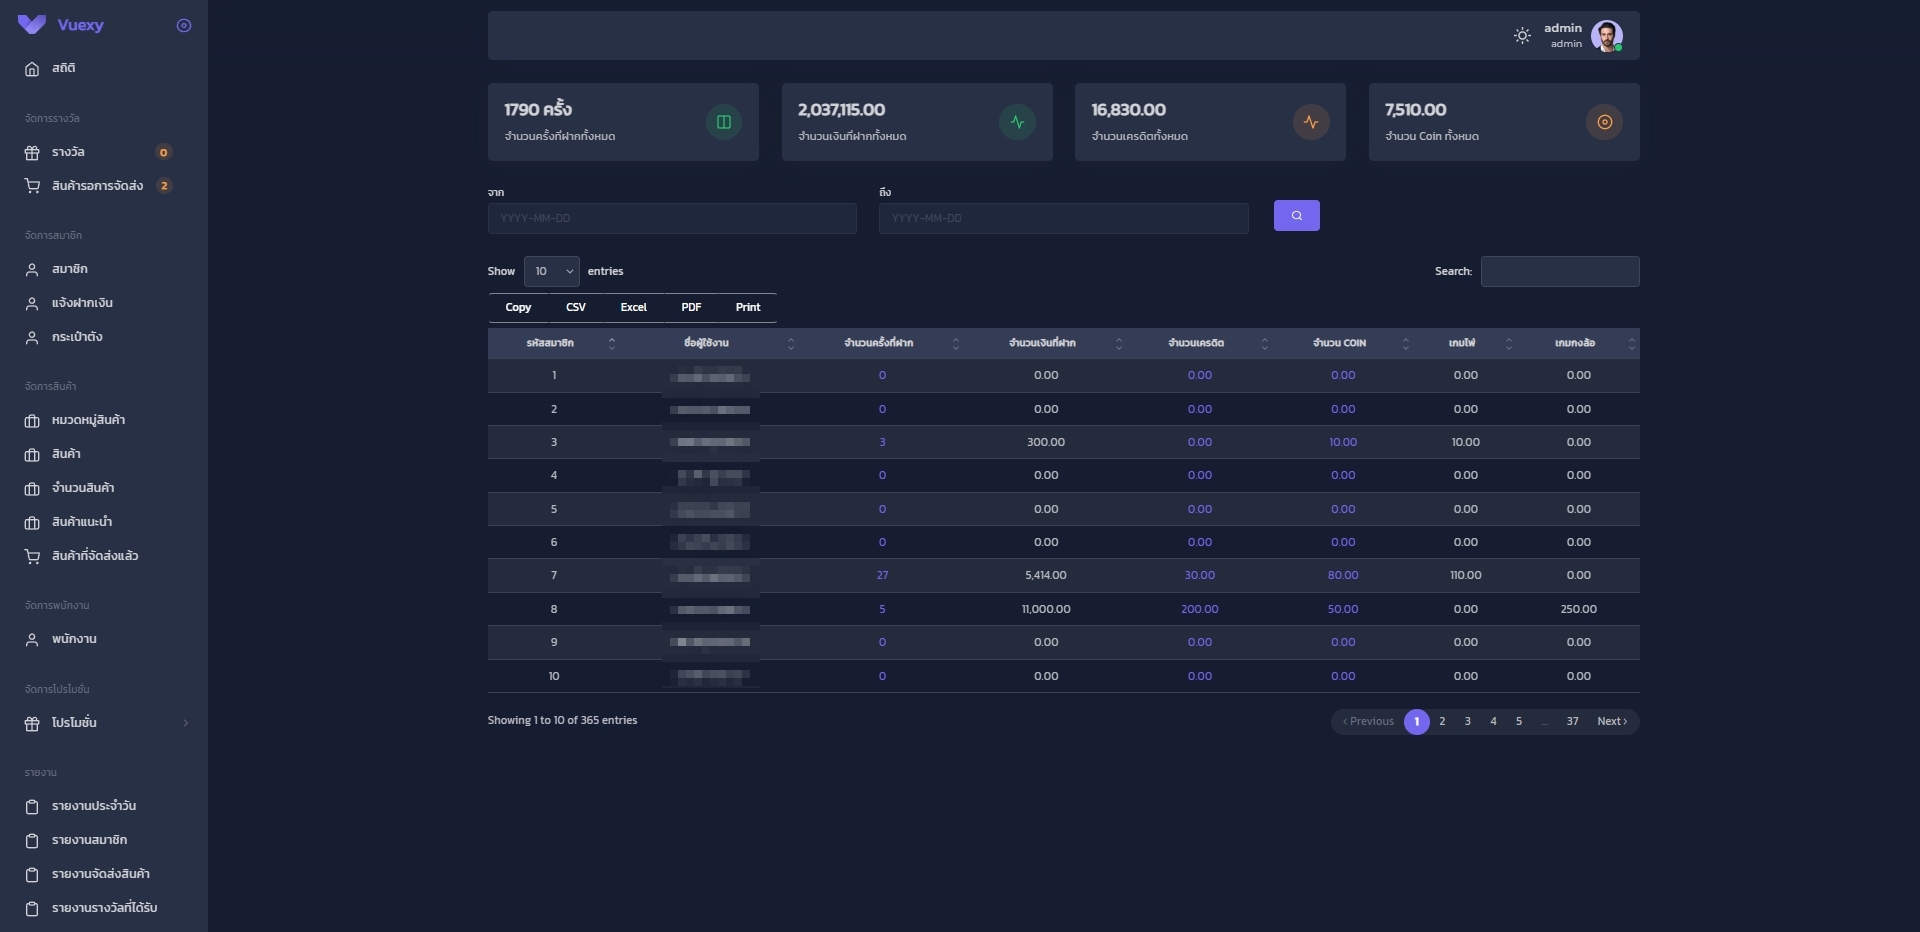 Vuexy
สถิติ
จัดการรางวัล
รางวัล 0
สินค้ารอการจัดส่ง 2
จัดการสมาชิก
สมาชิก
แจ้งฝากเงิน
กระเป๋าตัง
จัดการสินค้า
หมวดหมู่สินค้า
สินค้า
จำนวนสินค้า
สินค้าแนะนำ
สินค้าที่จัดส่งแล้ว
จัดการพนักงาน
พนักงาน
จัดการโปรโมชั่น
โปรโมชั่น
รายงาน
รายงานประจำวัน
รายงานสมาชิก
รายงานจัดส่งสินค้า
รายงานรางวัลที่ได้รับ
admin
admin
1790 ครั้ง
จำนวนครั้งที่ฝากทั้งหมด
2,037,115.00
จำนวนเงินที่ฝากทั้งหมด
16,830.00
จำนวนเครดิตทั้งหมด
7,510.00
จำนวน Coin ทั้งหมด
จาก ถึง
YYYY-MM-DD YYYY-MM-DD
Show 10 entries Search:
Copy CSV Excel PDF Print
รหัสสมาชิก ชื่อผู้ใช้งาน จำนวนครั้งที่ฝาก จำนวนเงินที่ฝาก จำนวนเครดิต จำนวน COIN เกมไพ่ เกมกงล้อ
1 0 0.00 0.00 0.00 0.00 0.00
2 0 0.00 0.00 0.00 0.00 0.00
3 3 300.00 0.00 10.00 10.00 0.00
4 0 0.00 0.00 0.00 0.00 0.00
5 0 0.00 0.00 0.00 0.00 0.00
6 0 0.00 0.00 0.00 0.00 0.00
7 27 5,414.00 30.00 80.00 110.00 0.00
8 5 11,000.00 200.00 50.00 0.00 250.00
9 0 0.00 0.00 0.00 0.00 0.00
10 0 0.00 0.00 0.00 0.00 0.00
Showing 1 to 10 of 365 entries
‹ Previous 1 2 3 4 5 ... 37 Next ›